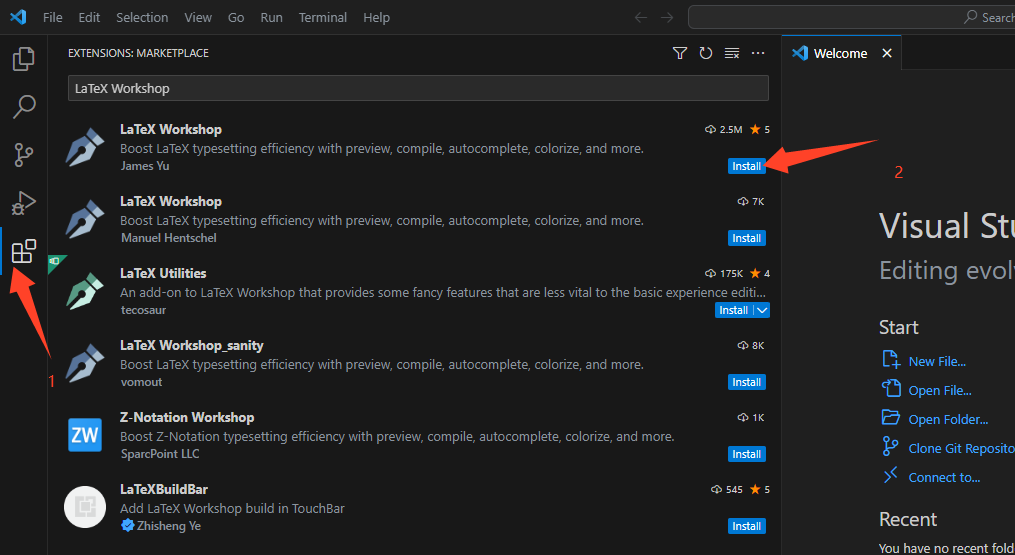 File Edit Selection View Go Run Terminal Help
Search
EXTENSIONS: MARKETPLACE
Welcome
LaTeX Workshop
LaTeX Workshop 2.5M 5
Boost LaTeX typesetting efficiency with preview, compile, autocomplete, colorize, and more.
James Yu Install
2
LaTeX Workshop 7K
Boost LaTeX typesetting efficiency with preview, compile, autocomplete, colorize, and more.
Manuel Hentschel Install
LaTeX Utilities 175K 4
An add-on to LaTeX Workshop that provides some fancy features that are less vital to the basic experience editi...
tecosaur Install
1
LaTeX Workshop_sanity 8K
Boost LaTeX typesetting efficiency with preview, compile, autocomplete, colorize, and more.
vomout Install
ZW
Z-Notation Workshop 1K
Boost Z-Notation typesetting efficiency with preview, compile, autocomplete, colorize, and more.
SparcPoint LLC Install
LaTeXBuildBar 545 5
Add LaTeX Workshop build in TouchBar
Zhisheng Ye Install
Visual Stu
Editing evol
Start
New File...
Open File...
Open Folder...
Clone Git Reposito
Connect to...
Recent
You have no recent fold